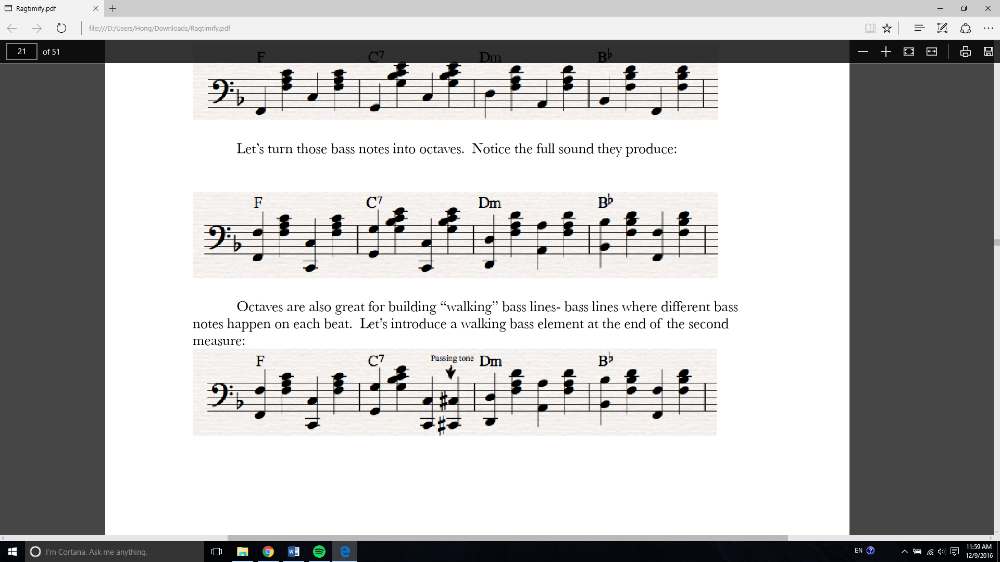 Ragtimify.pdf
file:///D:/Users/Hong/Downloads/Ragtimify.pdf
21 of 51
F C7 Dm B♭
Let’s turn those bass notes into octaves. Notice the full sound they produce:
F C7 Dm B♭
Octaves are also great for building “walking” bass lines- bass lines where different bass
notes happen on each beat. Let’s introduce a walking bass element at the end of the second
measure:
F C7 Passing tone Dm B♭
I’m Cortana. Ask me anything.
EN
11:59 AM
12/9/2016